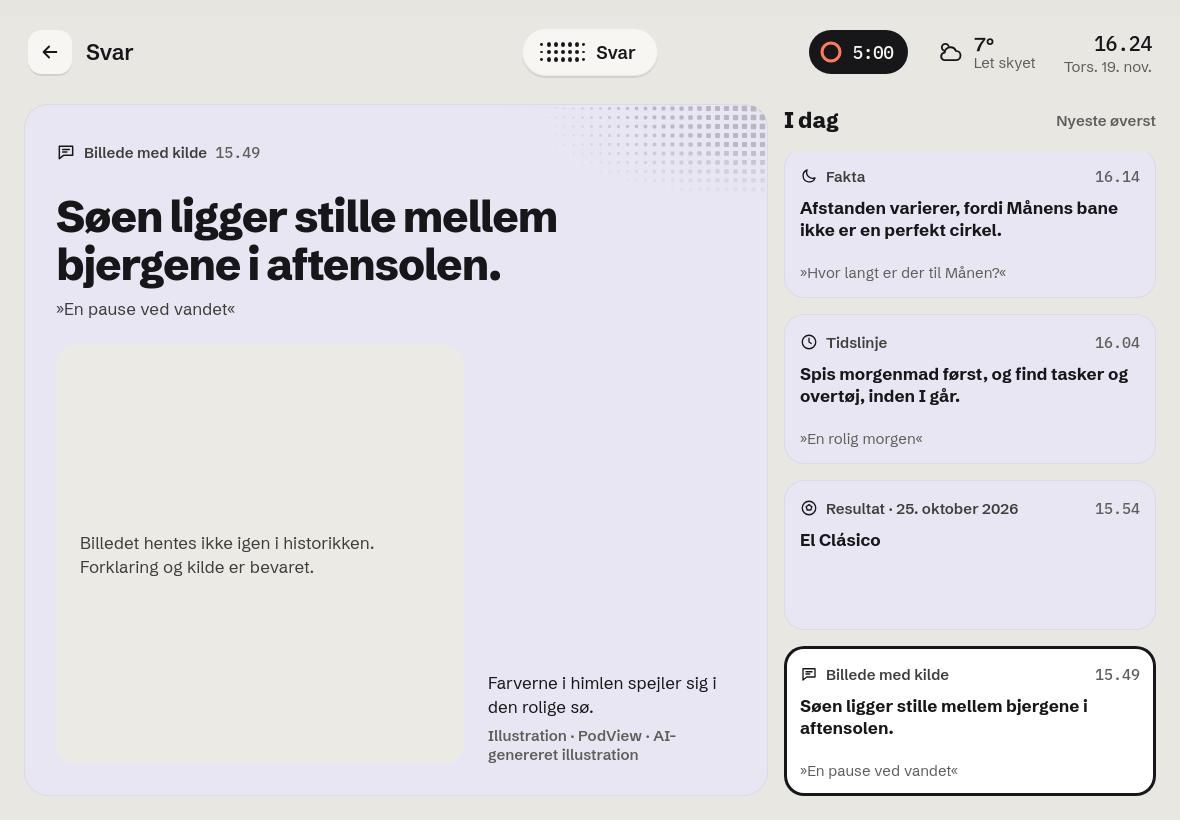 Svar
Svar
5:00
7°
Let skyet
16.24
Tors. 19. nov.
Billede med kilde 15.49
Søen ligger stille mellem
bjergene i aftensolen.
»En pause ved vandet«
Billedet hentes ikke igen i historikken.
Forklaring og kilde er bevaret.
Farverne i himlen spejler sig i
den rolige sø.
Illustration · PodView · AI-
genereret illustration
I dag
Nyeste øverst
Fakta 16.14
Afstanden varierer, fordi Månens bane
ikke er en perfekt cirkel.
»Hvor langt er der til Månen?«
Tidslinje 16.04
Spis morgenmad først, og find tasker og
overtøj, inden I går.
»En rolig morgen«
Resultat · 25. oktober 2026 15.54
El Clásico
Billede med kilde 15.49
Søen ligger stille mellem bjergene i
aftensolen.
»En pause ved vandet«